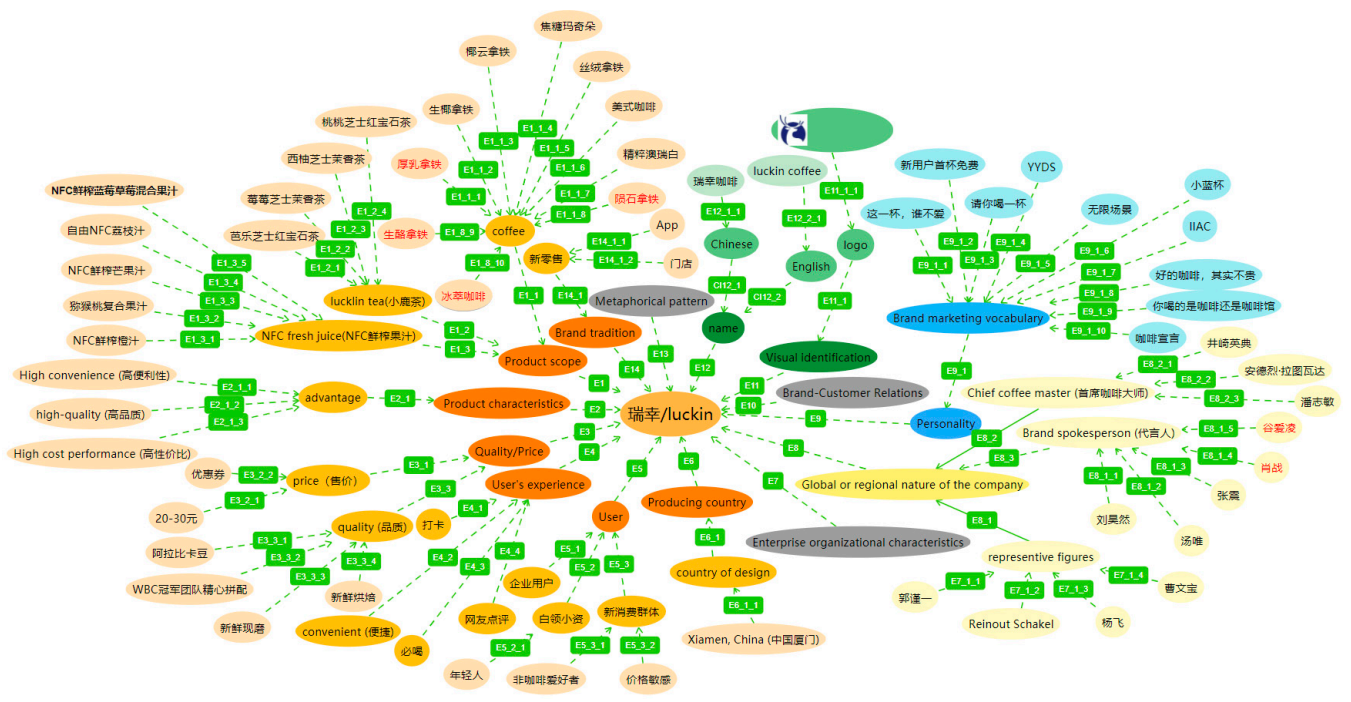 焦糖玛奇朵
椰云拿铁
丝绒拿铁
生椰拿铁
美式咖啡
桃桃芝士红宝石茶
E1_1_4
E1_1_3
E1_1_5
西柚芝士茉香茶
厚乳拿铁
E1_1_2
E1_1_6
精粹澳瑞白
新用户首杯免费
YYDS
luckin coffee
瑞幸咖啡
NFC鲜榨蓝莓草莓混合果汁
莓莓芝士茉香茶
E1_1_1
E1_1_7
陨石拿铁
E11_1_1
小蓝杯
请你喝一杯
E1_2_4
E1_1_8
E12_1_1
E12_2_1
这一杯，谁不爱
无限场景
自由NFC荔枝汁
芭乐芝士红宝石茶
E1_2_3
生酪拿铁
E1_8_9
coffee
App
IIAC
E1_2_2
E14_1_1
Chinese
logo
E9_1_2
E9_1_4
E9_1_6
E1_3_5
E1_2_1
E1_8_10
新零售
E14_1_2
门店
English
E9_1_1
E9_1_3
E9_1_5
E9_1_7
NFC鲜榨芒果汁
E1_3_4
好的咖啡，其实不贵
E1_3_3
lucklin tea(小鹿茶)
冰萃咖啡
E1_1
E14_1
Metaphorical pattern
CI12_1
CI12_2
E11_1
E9_1_8
猕猴桃复合果汁
E1_3_2
E9_1_9
你喝的是咖啡还是咖啡馆
NFC鲜榨橙汁
E1_3_1
NFC fresh juice(NFC鲜榨果汁)
E1_2
Brand tradition
name
Brand marketing vocabulary
E9_1_10
咖啡宣言
E1_3
Product scope
E13
Visual identification
井崎英典
E14
E12
E9_1
E8_2_1
High convenience (高便利性)
E2_1_1
E1
E11
Brand-Customer Relations
E8_2_2
安德烈·拉图瓦达
advantage
E2_1
Product characteristics
E2
E10
Chief coffee master (首席咖啡大师)
E8_2_3
潘志敏
high-quality (高品质)
E2_1_2
瑞幸/luckin
E9
Personality
E2_1_3
E3
E8_2
Brand spokesperson (代言人)
E8_1_5
谷爱凌
High cost performance (高性价比)
Quality/Price
E4
E8
E8_3
E8_1_4
优惠券
E3_2_2
E3_1
E5
E6
E8_1_3
肖战
price（售价）
E3_3
User's experience
E7
Global or regional nature of the company
E8_1_1
E8_1_2
张震
E3_2_1
Producing country
20-30元
E4_1
User
E8_1
刘昊然
quality (品质)
打卡
E6_1
Enterprise organizational characteristics
汤唯
阿拉比卡豆
E3_3_1
E4_2
E4_4
E5_1
representive figures
E3_3_2
E3_3_4
E4_3
E5_2
E5_3
country of design
E7_1_1
E7_1_4
WBC冠军团队精心拼配
E3_3_3
企业用户
E7_1_2
E7_1_3
曹文宝
新鲜烘焙
郭谨一
E6_1_1
新鲜现磨
convenient (便捷)
网友点评
白领小资
新消费群体
Reinout Schakel
杨飞
必喝
E5_2_1
E5_3_1
E5_3_2
Xiamen, China (中国厦门)
年轻人
非咖啡爱好者
价格敏感